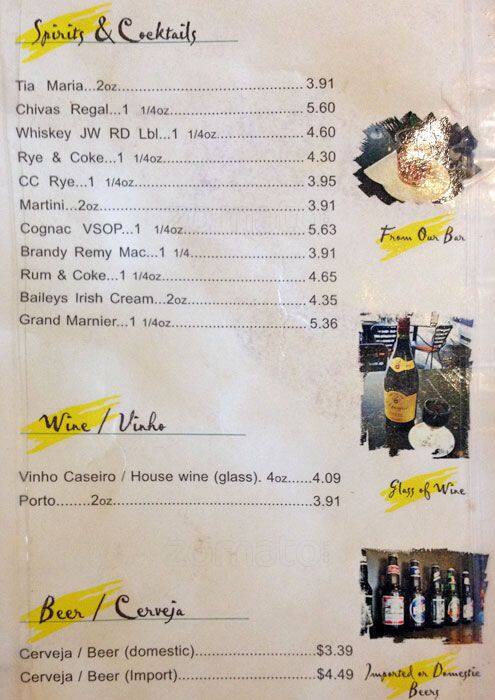 Spirits & Cocktails
Tia Maria...2oz.......................................................3.91
Chivas Regal...1 1/4oz.......................................5.60
Whiskey JW RD Lbl...1 1/4oz......................4.60
Rye & Coke...1 1/4oz...........................................4.30
CC Rye...1 1/4oz...................................................3.95
Martini...2oz............................................................3.91
Cognac VSOP...1 1/4oz....................................5.63
Brandy Remy Mac...1 1/4..............................3.91
Rum & Coke...1 1/4oz.........................................4.65
Baileys Irish Cream...2oz...............................4.35
Grand Marnier...1 1/4oz...................................5.36
From Our Bar
Wine / Vinho
Vinho Caseiro / House wine (glass). 4oz......4.09
Porto........2oz..........................................................3.91
Glass of Wine
zomato
Beer / Cerveja
Cerveja / Beer (domestic)..............................$3.39
Cerveja / Beer (Import)..................................$4.49
Imported or Domestic
Beers